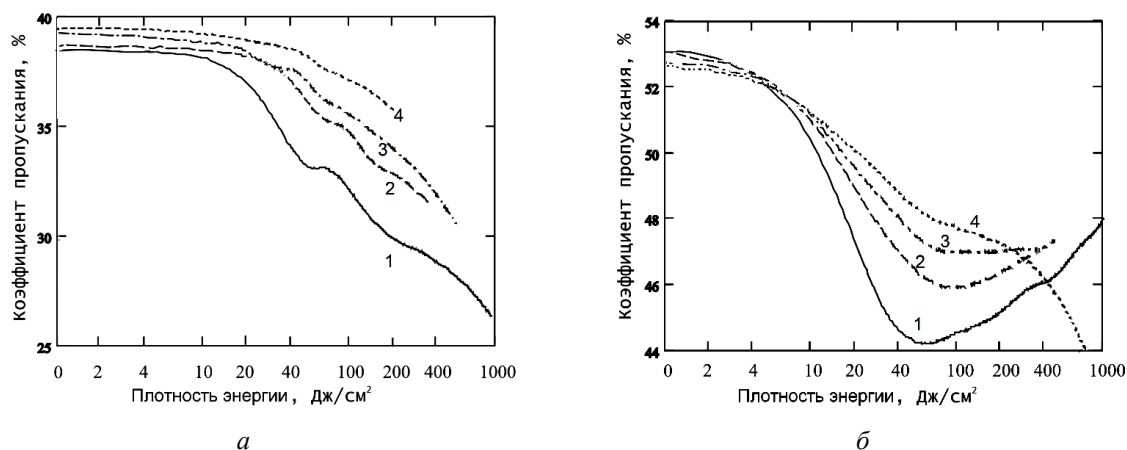 Коэффициент пропускания, %
40
35
30
25
4
3
2
1
0 2 4 10 20 40 100 200 400 1000
Плотность энергии, Дж/см²
а
Коэффициент пропускания, %
54
52
50
48
46
44
4
3
2
1
0 2 4 10 20 40 100 200 400 1000
Плотность энергии, Дж/см²
б